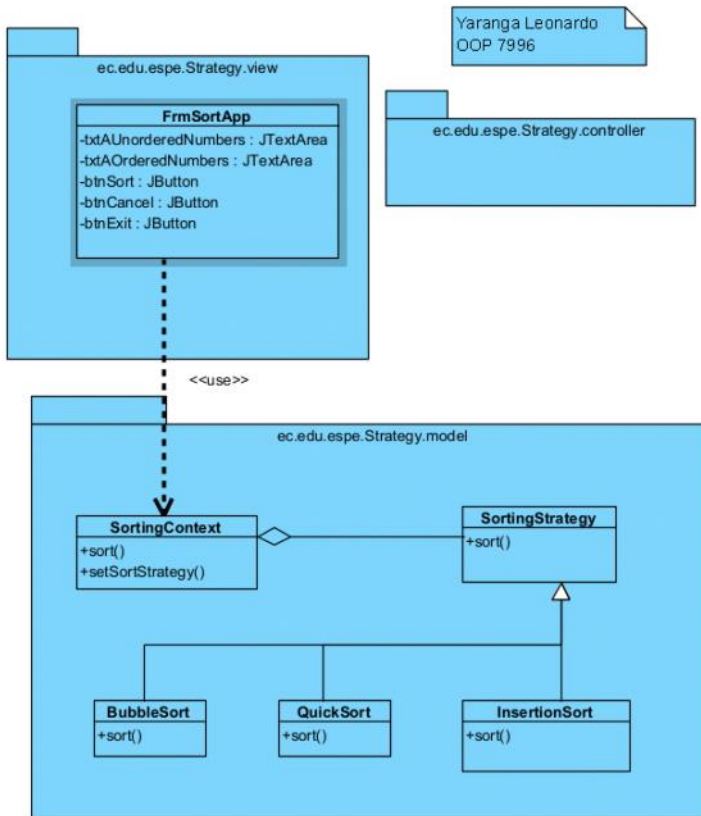 Yaranga Leonardo
OOP 7996
ec.edu.espe.Strategy.view
FrmSortApp
-txtAUnorderedNumbers : JTextArea
-txtAOrderedNumbers : JTextArea
-btnSort : JButton
-btnCancel : JButton
-btnExit : JButton
ec.edu.espe.Strategy.controller
<<use>>
ec.edu.espe.Strategy.model
SortingContext
+sort()
+setSortStrategy()
SortingStrategy
+sort()
BubbleSort
+sort()
QuickSort
+sort()
InsertionSort
+sort()